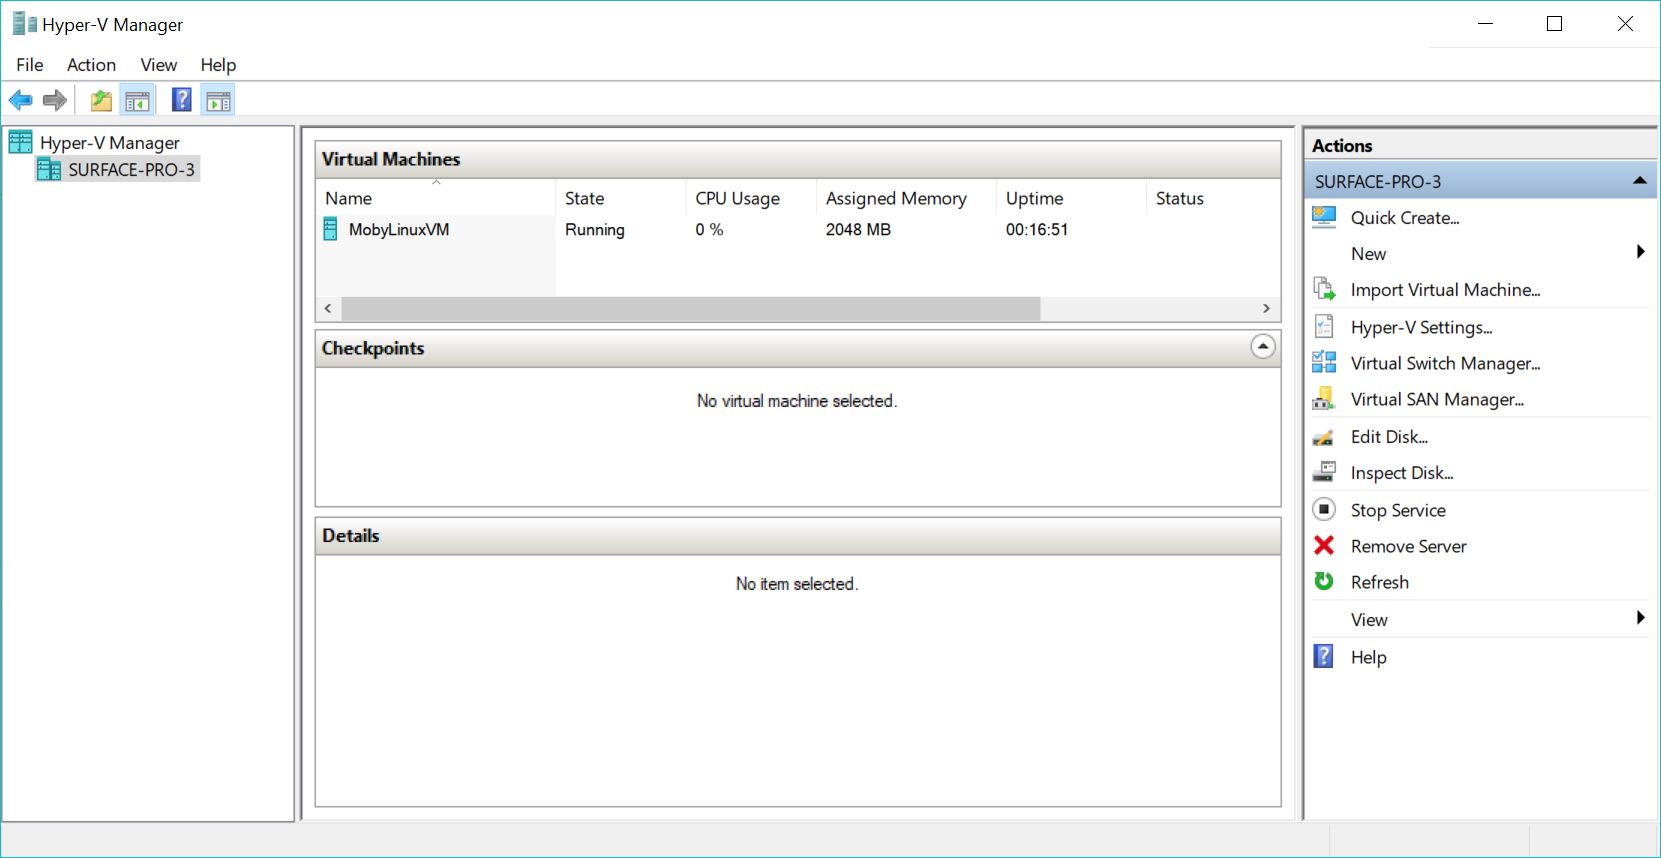 Hyper-V Manager
File Action View Help
Hyper-V Manager
SURFACE-PRO-3
Virtual Machines
Name State CPU Usage Assigned Memory Uptime Status
MobyLinuxVM Running 0 % 2048 MB 00:16:51
Checkpoints
No virtual machine selected.
Details
No item selected.
Actions
SURFACE-PRO-3
Quick Create...
New
Import Virtual Machine...
Hyper-V Settings...
Virtual Switch Manager...
Virtual SAN Manager...
Edit Disk...
Inspect Disk...
Stop Service
Remove Server
Refresh
View
Help